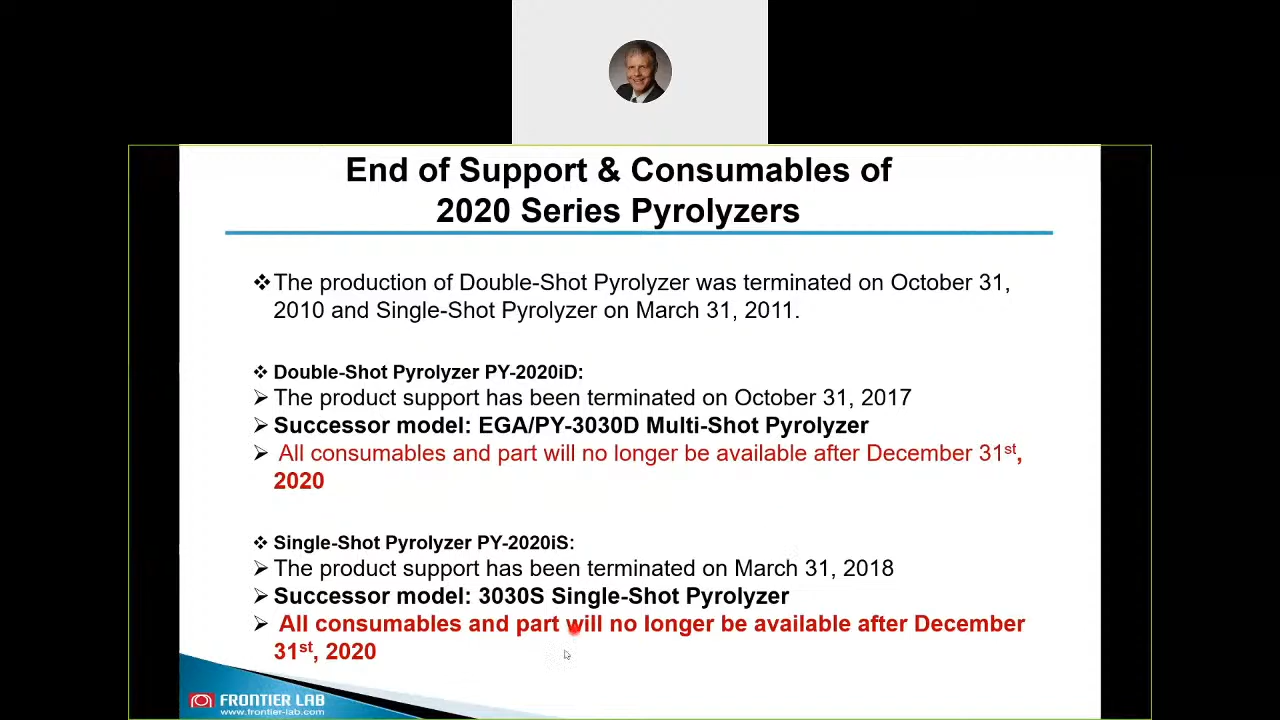 End of Support & Consumables of
2020 Series Pyrolyzers
The production of Double-Shot Pyrolyzer was terminated on October 31,
2010 and Single-Shot Pyrolyzer on March 31, 2011.
Double-Shot Pyrolyzer PY-2020iD:
The product support has been terminated on October 31, 2017
Successor model: EGA/PY-3030D Multi-Shot Pyrolyzer
All consumables and part will no longer be available after December 31st,
2020
Single-Shot Pyrolyzer PY-2020iS:
The product support has been terminated on March 31, 2018
Successor model: 3030S Single-Shot Pyrolyzer
All consumables and part will no longer be available after December
31st, 2020
FRONTIER LAB
www.frontier-lab.com